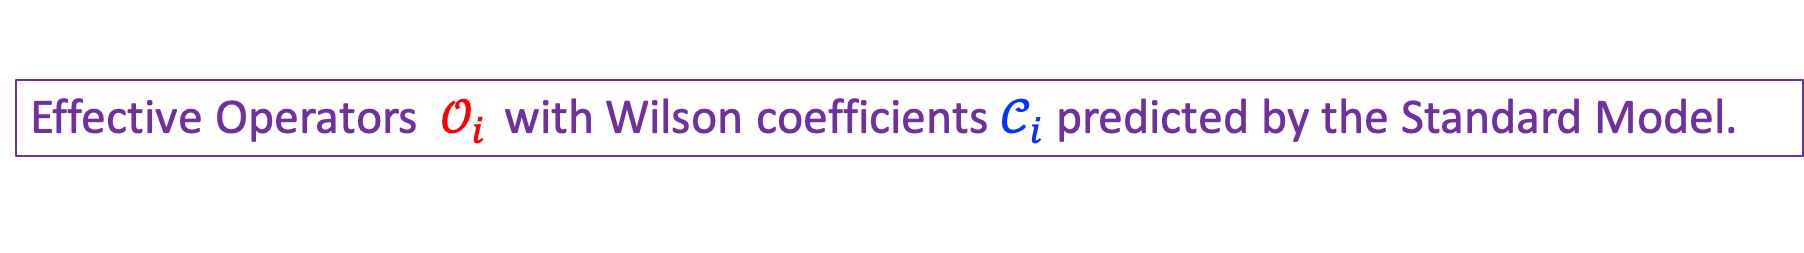 Effective Operators 𝒪ᵢ with Wilson coefficients 𝒞ᵢ predicted by the Standard Model.